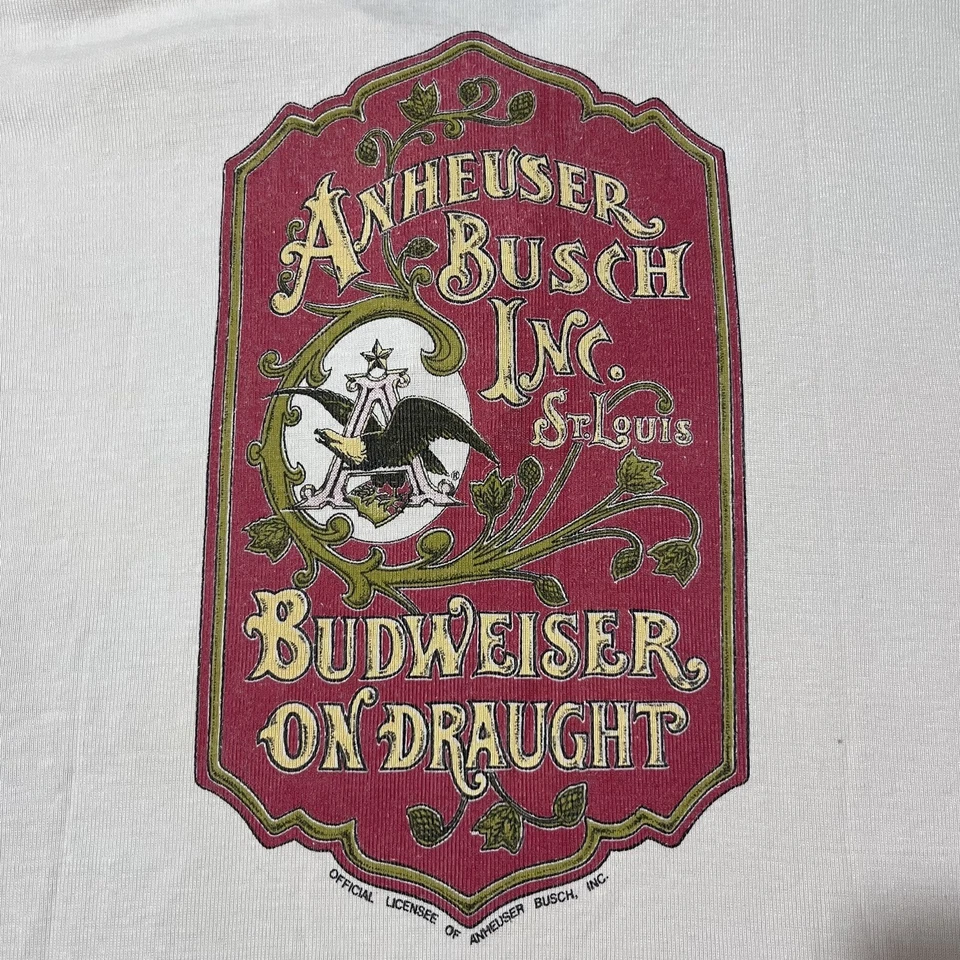 ANHEUSER
BUSCH
INC.
ST. LOUIS
A
®
BUDWEISER
ON DRAUGHT
OFFICIAL LICENSEE OF ANHEUSER BUSCH, INC.